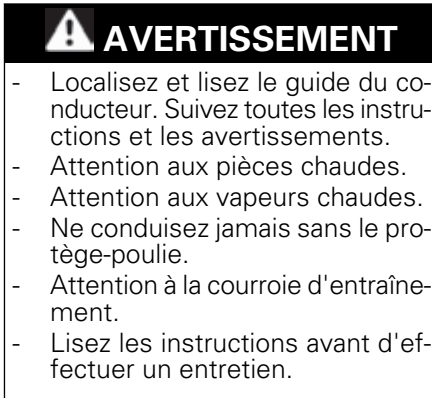 AVERTISSEMENT
- Localisez et lisez le guide du co-
nducteur. Suivez toutes les instru-
ctions et les avertissements.
- Attention aux pièces chaudes.
- Attention aux vapeurs chaudes.
- Ne conduisez jamais sans le pro-
tège-poulie.
- Attention à la courroie d'entraîne-
ment.
- Lisez les instructions avant d'ef-
fectuer un entretien.